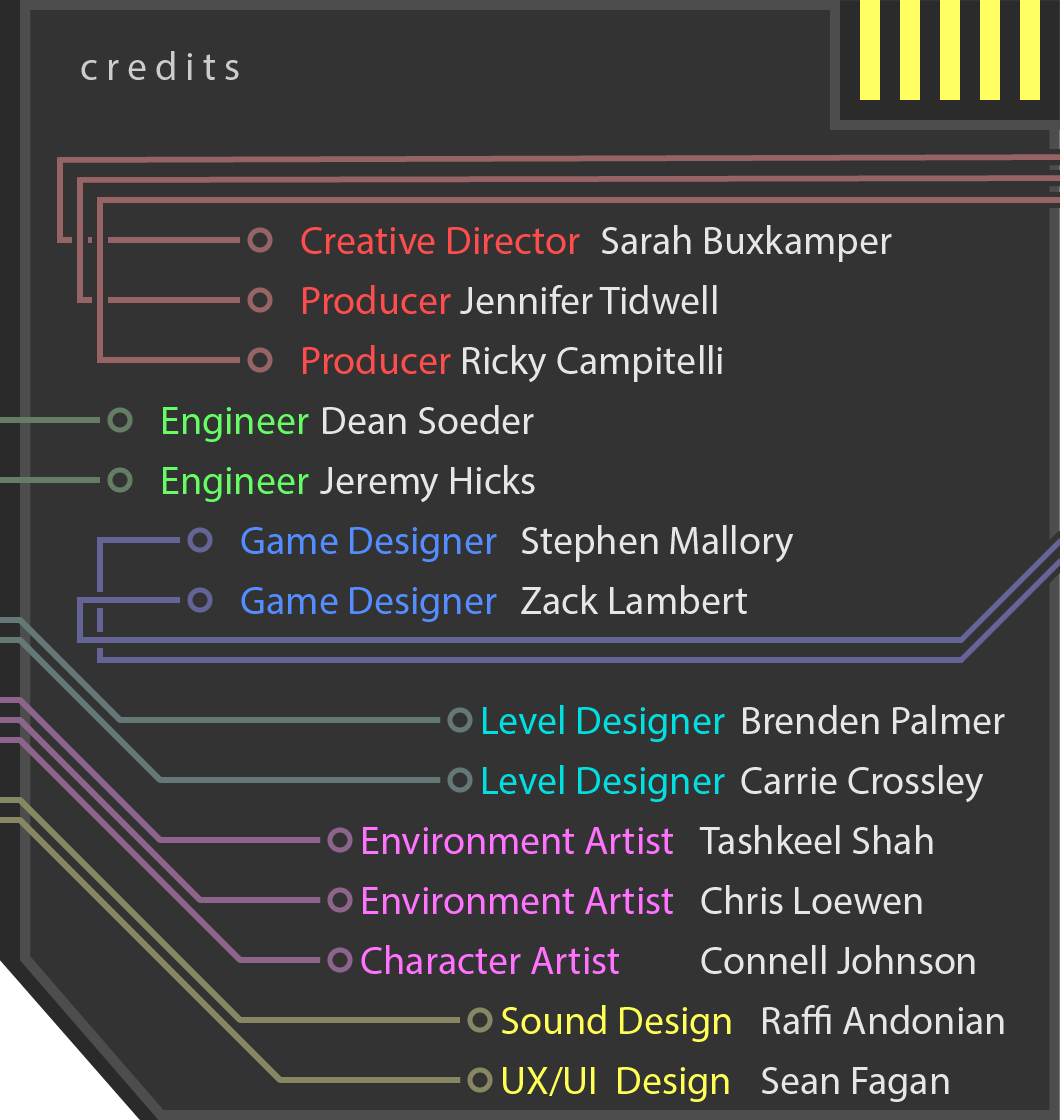 credits
Creative Director Sarah Buxkamper
Producer Jennifer Tidwell
Producer Ricky Campitelli
Engineer Dean Soeder
Engineer Jeremy Hicks
Game Designer Stephen Mallory
Game Designer Zack Lambert
Level Designer Brenden Palmer
Level Designer Carrie Crossley
Environment Artist Tashkeel Shah
Environment Artist Chris Loewen
Character Artist Connell Johnson
Sound Design Raffi Andonian
UX/UI Design Sean Fagan